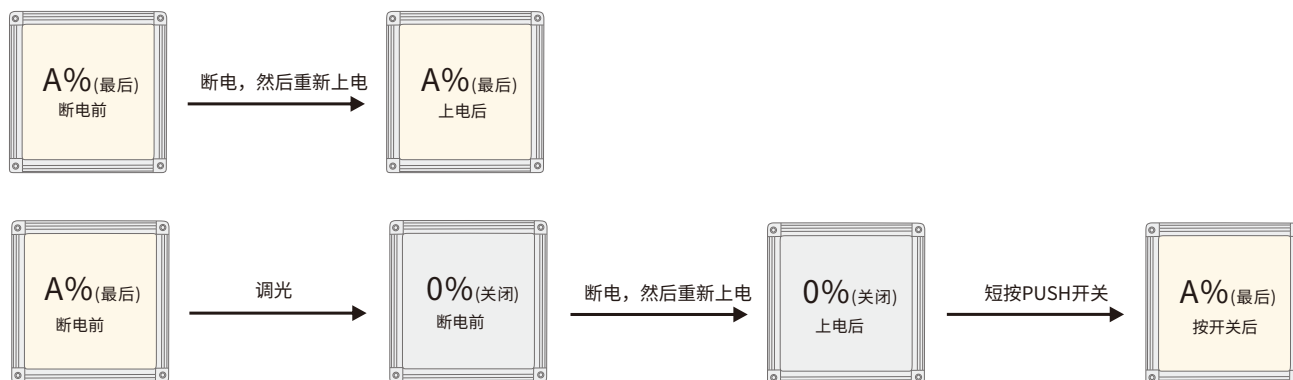 A%(最后)
断电前
断电，然后重新上电
A%(最后)
上电后
A%(最后)
断电前
调光
0%(关闭)
断电前
断电，然后重新上电
0%(关闭)
上电后
短按PUSH开关
A%(最后)
按开关后